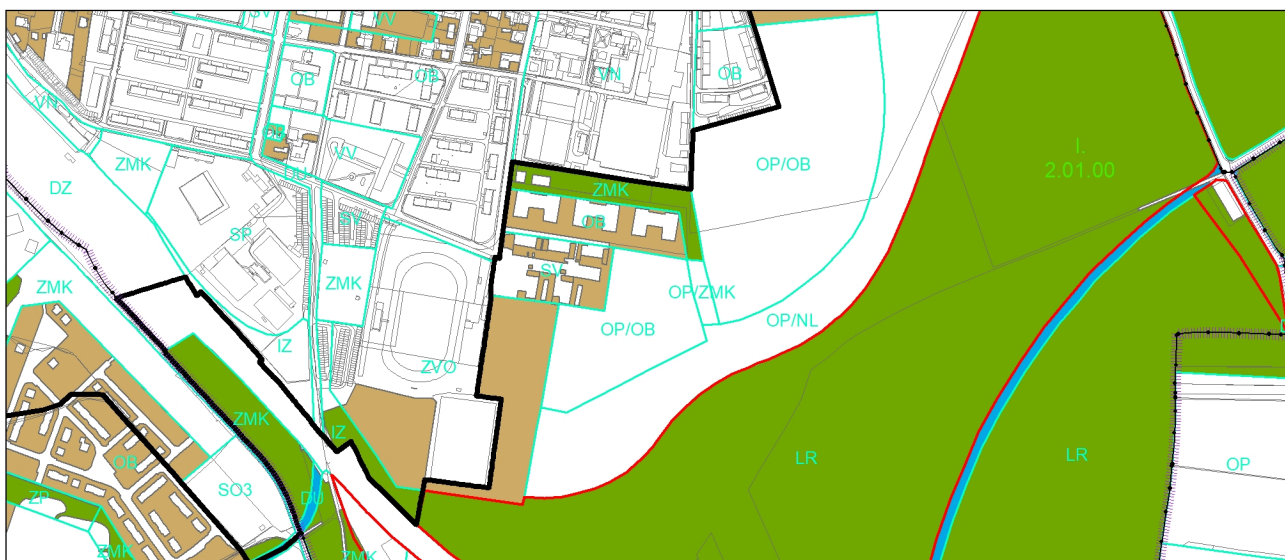 SV
VV
OB
OB
VN
OB
VN
ZMK
VV
OP/OB
I.
2.01.00
DZ
DU
ZMK
SV
OB
SP
SV
ZMK
ZMK
OP/ZMK
OP/NL
OP/OB
IZ
ZVO
ZMK
IZ
OB
LR
LR
OP
SO3
ZP
DU
ZMK
ZMK